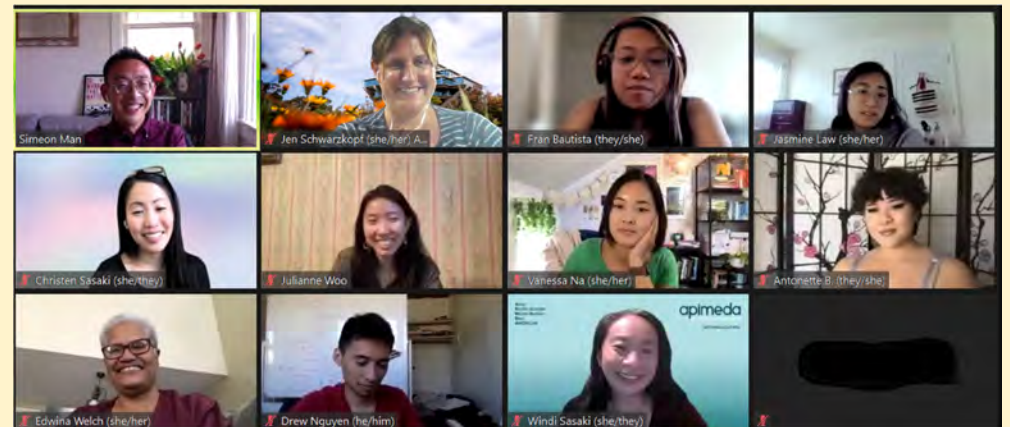 Simeon Man
Jen Schwarzkopf (she/her) A...
Fran Bautista (they/she)
Jasmine Law (she/her)
Christen Sasaki (she/they)
Julianne Woo
Vanessa Na (she/her)
Antonette B. (they/she)
apimeda
Edwina Welch (she/her)
Drew Nguyen (he/him)
Windi Sasaki (she/they)